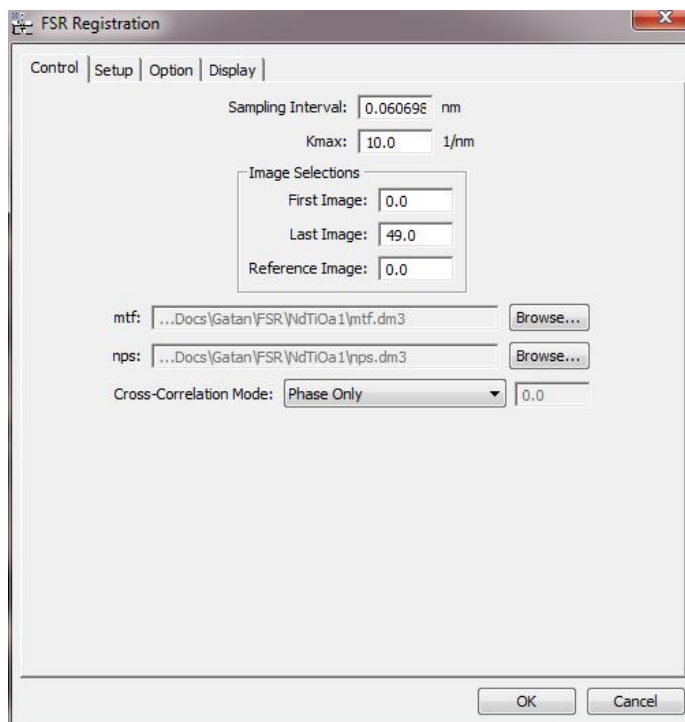 FSR Registration
Control Setup Option Display
Sampling Interval: 0.060698 nm
Kmax: 10.0 1/nm
Image Selections
First Image: 0.0
Last Image: 49.0
Reference Image: 0.0
mtf: ...Docs\Gatan\FSR\NdTiOa1\mtf.dm3 Browse...
nps: ...Docs\Gatan\FSR\NdTiOa1\nps.dm3 Browse...
Cross-Correlation Mode: Phase Only 0.0
OK Cancel